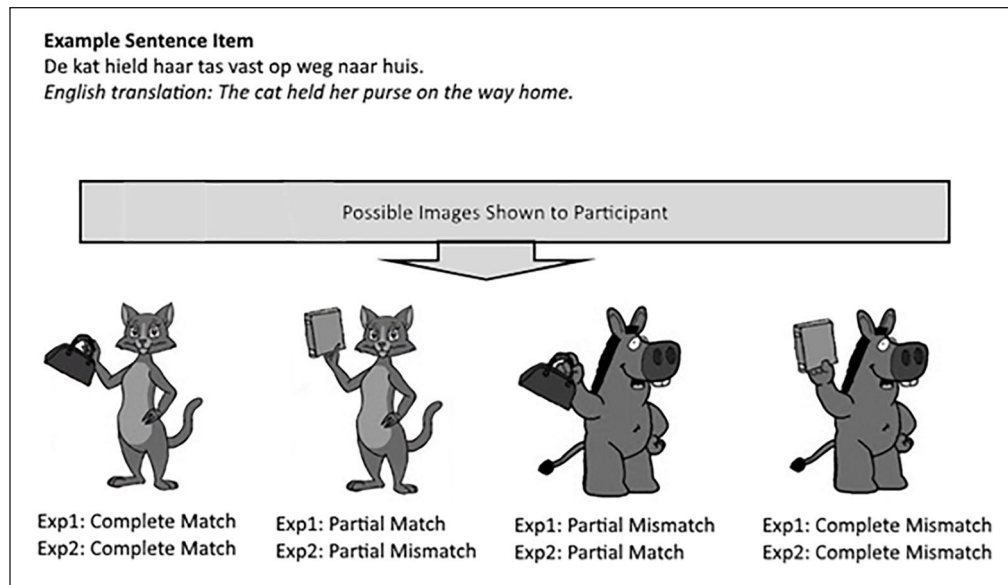 Example Sentence Item
De kat hield haar tas vast op weg naar huis.
English translation: The cat held her purse on the way home.
Possible Images Shown to Participant
Exp1: Complete Match
Exp2: Complete Match
Exp1: Partial Match
Exp2: Partial Mismatch
Exp1: Partial Mismatch
Exp2: Partial Match
Exp1: Complete Mismatch
Exp2: Complete Mismatch